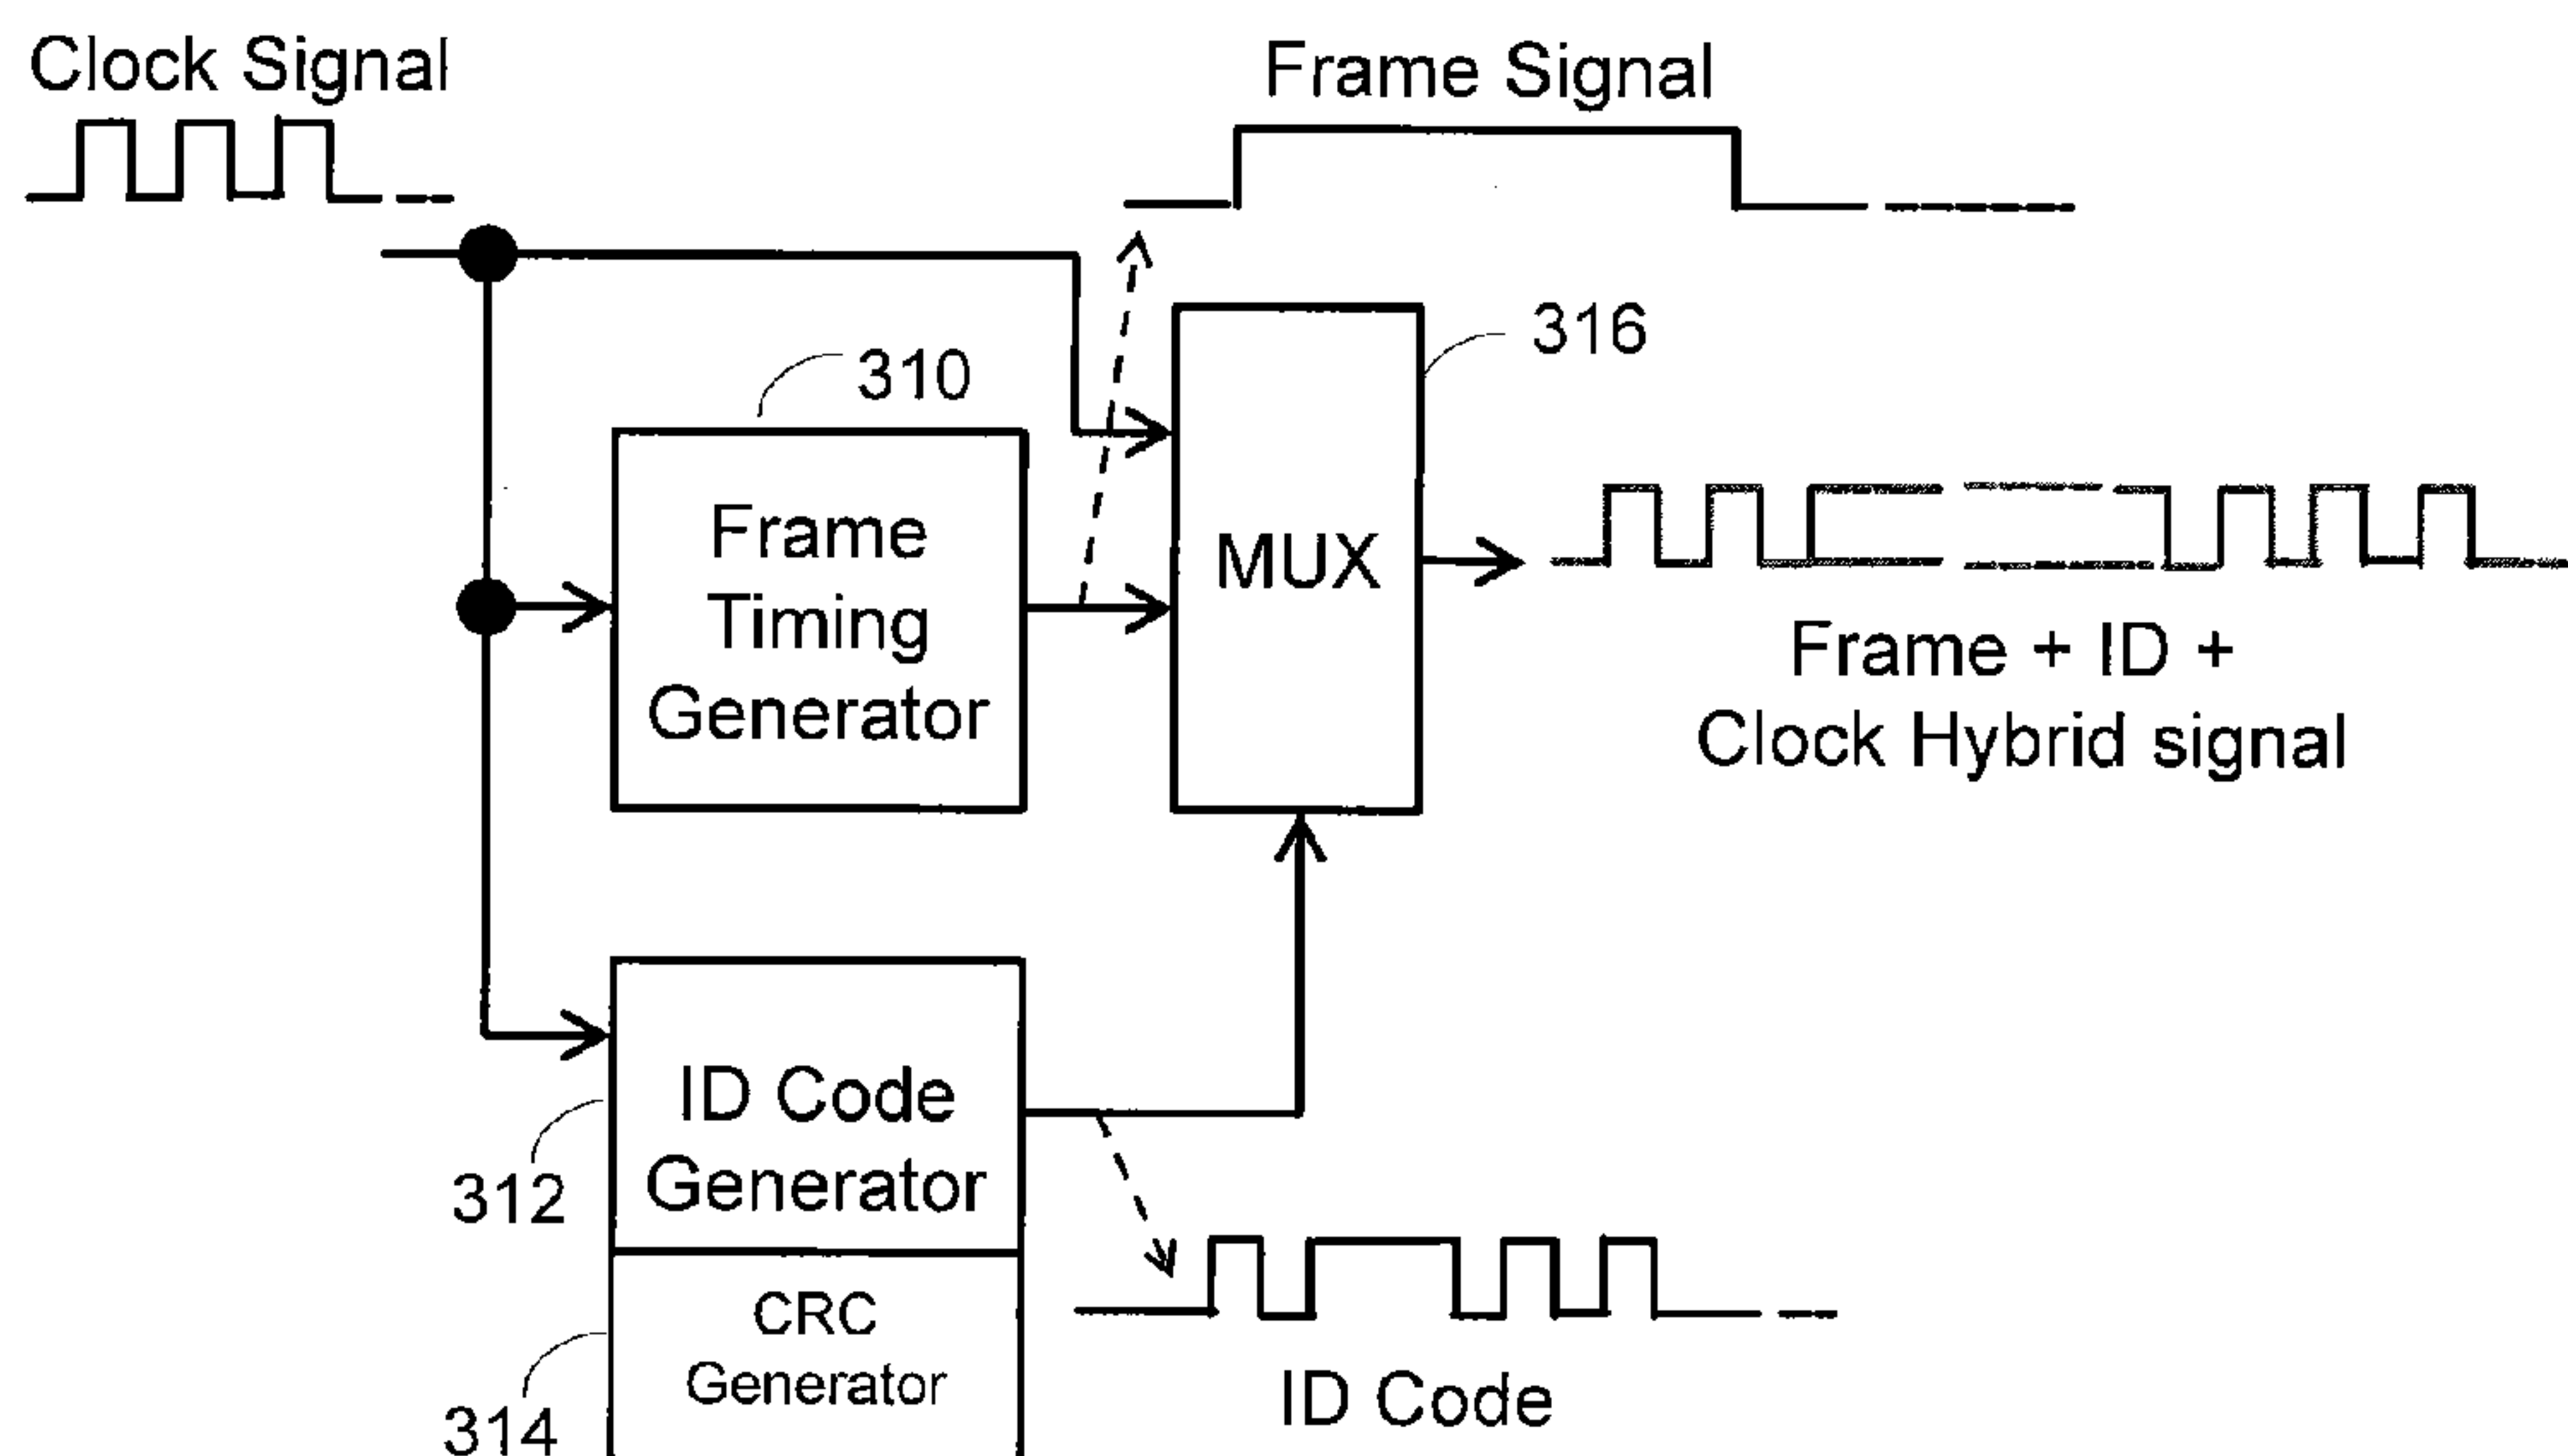 Clock Signal
Frame Signal
316
310
Frame
Timing
Generator
MUX
Frame + ID +
Clock Hybrid signal
ID Code
Generator
312
CRC
Generator
314
ID Code